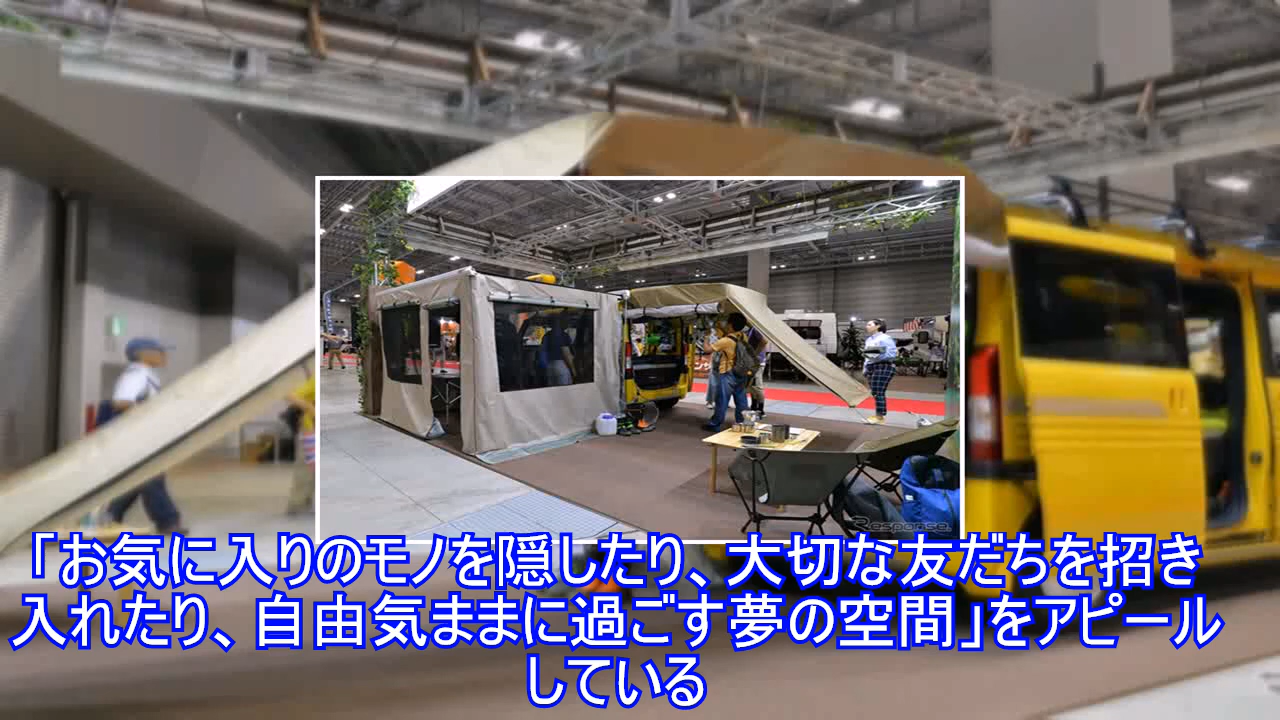 Response.
「お気に入りのモノを隠したり、大切な友だちを招き
入れたり、自由気ままに過ごす夢の空間」をアピール
している